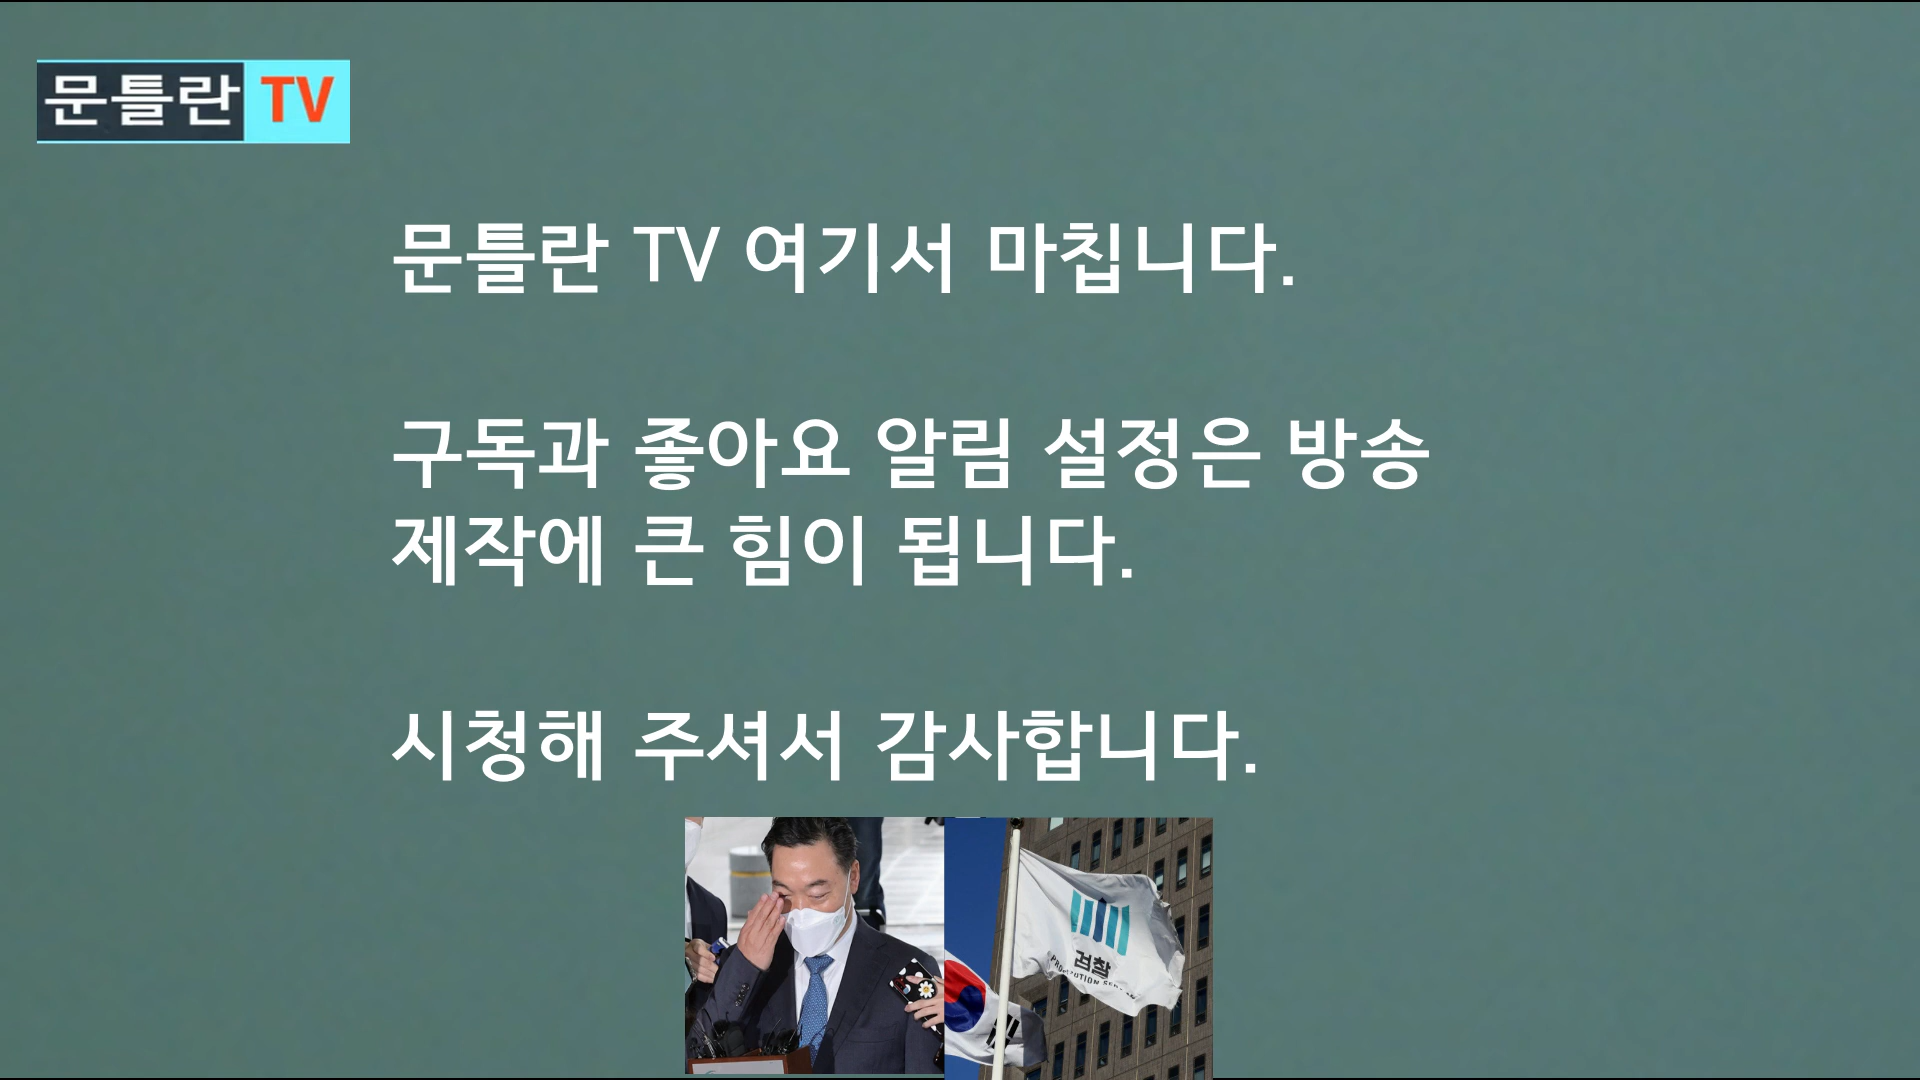 문틀란 TV
문틀란 TV 여기서 마칩니다.
구독과 좋아요 알림 설정은 방송
제작에 큰 힘이 됩니다.
시청해 주셔서 감사합니다.
검찰